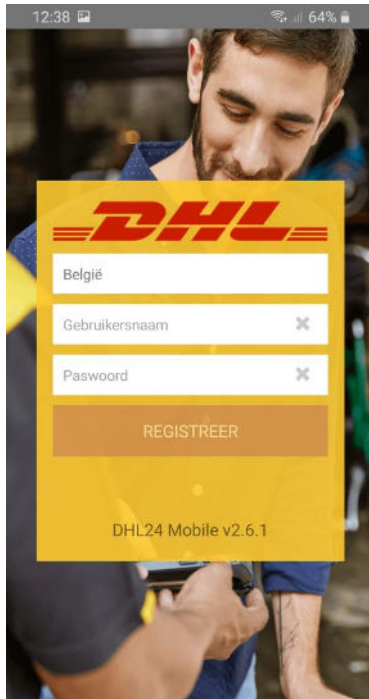 12:38 64%
DHL
België
Gebruikersnaam
Paswoord
REGISTREER
DHL24 Mobile v2.6.1